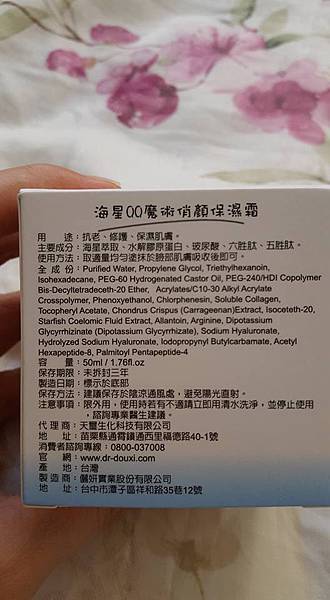 海星QQ魔術俏顏保濕霜
用途：抗老、修護、保濕肌膚。
主要成分：海星萃取、水解膠原蛋白、玻尿酸、六胜肽、五胜肽。
使用方法：取適量均勻塗抹於臉部肌膚吸收後即可。
全成份：Purified Water, Propylene Glycol, Triethylhexanoin,
Isohexadecane, PEG-60 Hydrogenated Castor Oil, PEG-240/HDI Copolymer
Bis-Decyltetradeceth-20 Ether, Acrylates/C10-30 Alkyl Acrylate
Crosspolymer, Phenoxyethanol, Chlorphenesin, Soluble Collagen,
Tocopheryl Acetate, Chondrus Crispus (Carrageenan)Extract, Isoceteth-20,
Starfish Coelomic Fluid Extract, Allantoin, Arginine, Dipotassium
Glycyrrhizinate (Dipotassium Glycyrrhizate), Sodium Hyaluronate,
Hydrolyzed Sodium Hyaluronate, Iodopropynyl Butylcarbamate, Acetyl
Hexapeptide-8, Palmitoyl Pentapeptide-4
容量：50ml / 1.76fl.oz
保存期限：未拆封三年
製造日期：標示於底部
保存方法：建議保存於陰涼通風處，避免陽光直射。
注意事項：限外用，使用時若有不適請立即用清水洗淨，並停止使用
，諮詢專業醫生建議。
代理商：天璽生化科技有限公司
地址：苗栗縣通霄鎮通西里福德路40-1號
消費者諮詢專線：0800-037008
官網：www.dr-douxi.com
產地：台灣
製造商：儷妍實業股份有限公司
地址：台中市潭子區祥和路35巷12號